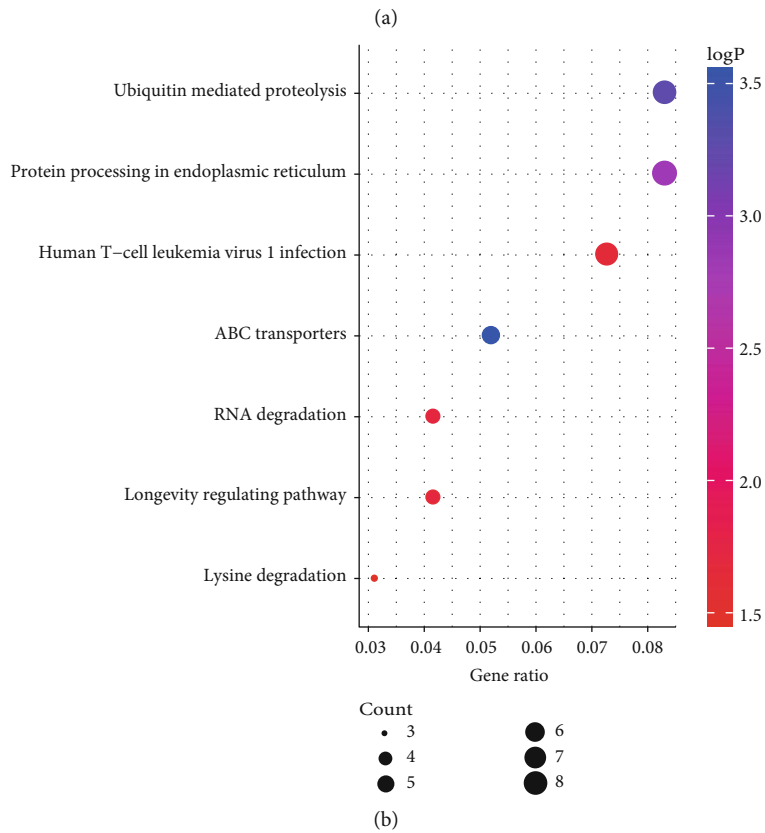 (a)
logP
Ubiquitin mediated proteolysis
Protein processing in endoplasmic reticulum
Human T−cell leukemia virus 1 infection
ABC transporters
RNA degradation
Longevity regulating pathway
Lysine degradation
3.5
3.0
2.5
2.0
1.5
0.03 0.04 0.05 0.06 0.07 0.08
Gene ratio
Count
3 6
4 7
5 8
(b)